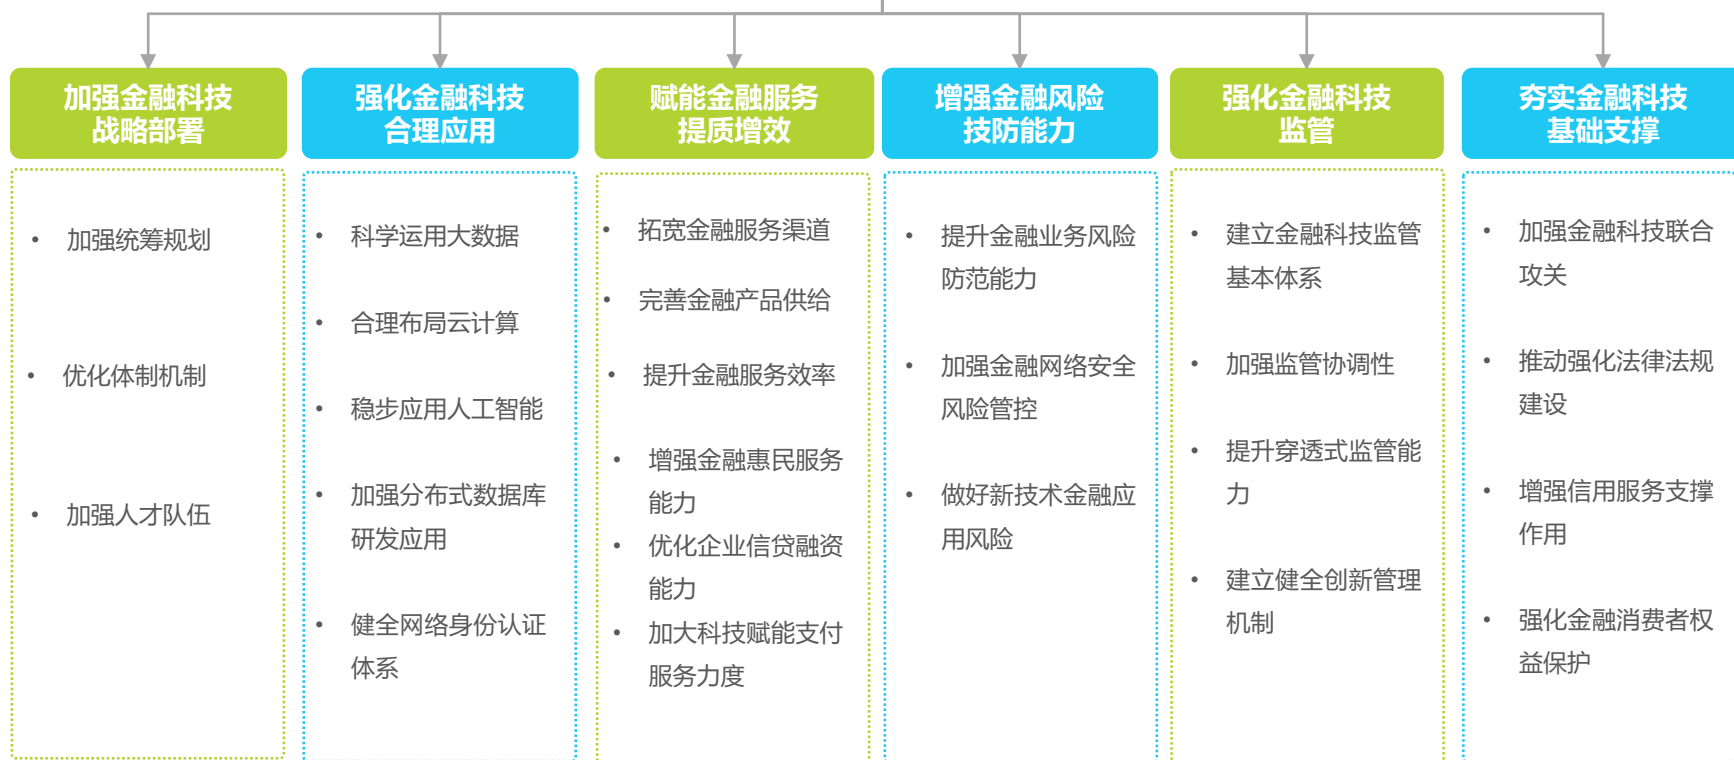 加强金融科技
战略部署
• 加强统筹规划
• 优化体制机制
• 加强人才队伍
强化金融科技
合理应用
• 科学运用大数据
• 合理布局云计算
• 稳步应用人工智能
• 加强分布式数据库
研发应用
• 健全网络身份认证
体系
赋能金融服务
提质增效
• 拓宽金融服务渠道
• 完善金融产品供给
• 提升金融服务效率
• 增强金融惠民服务
能力
• 优化企业信贷融资
能力
• 加大科技赋能支付
服务力度
增强金融风险
技防能力
• 提升金融业务风险
防范能力
• 加强金融网络安全
风险管控
• 做好新技术金融应
用风险
强化金融科技
监管
• 建立金融科技监管
基本体系
• 加强监管协调性
• 提升穿透式监管能
力
• 建立健全创新管理
机制
夯实金融科技
基础支撑
• 加强金融科技联合
攻关
• 推动强化法律法规
建设
• 增强信用服务支撑
作用
• 强化金融消费者权
益保护